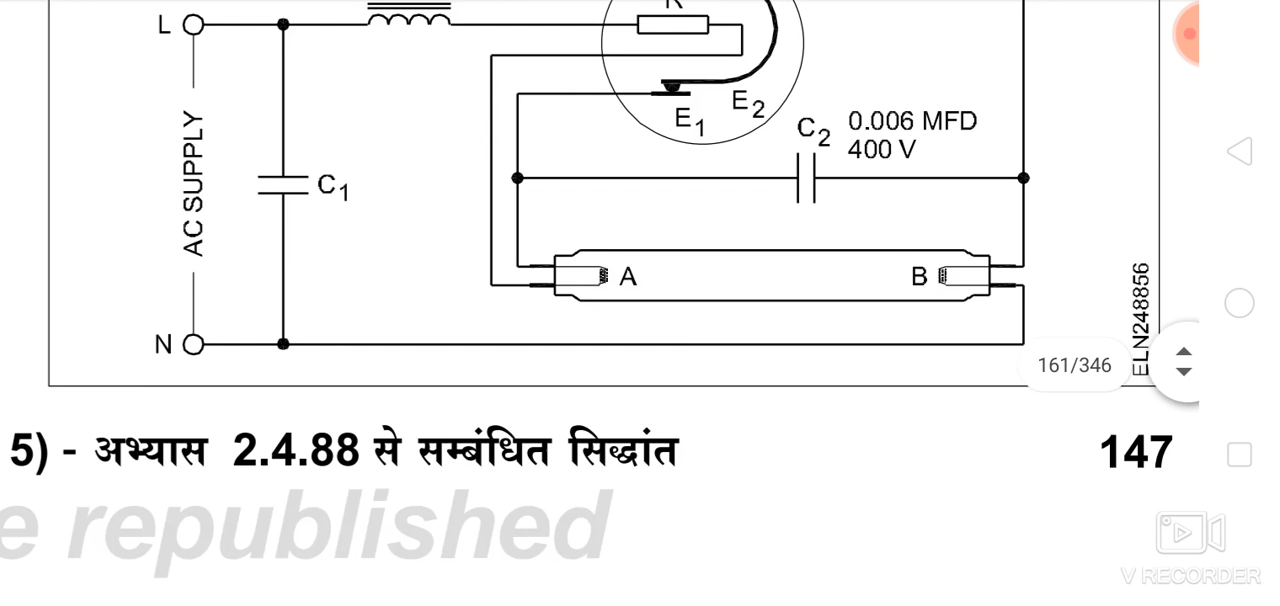 L
E2
E1
C2 0.006 MFD
400 V
AC SUPPLY
C1
A B
N
161/346
ELN248856
5) - अभ्यास 2.4.88 से सम्बंधित सिद्धांत 147
e republished
V RECORDER